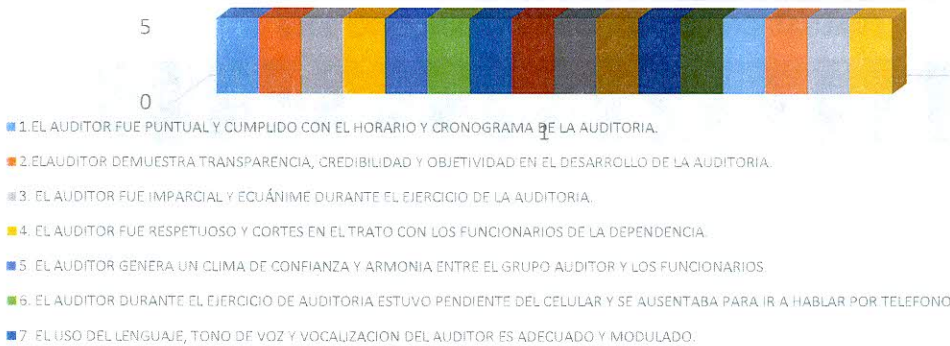 5
0
1
1.EL AUDITOR FUE PUNTUAL Y CUMPLIDO CON EL HORARIO Y CRONOGRAMA DE LA AUDITORIA.
2.ELAUDITOR DEMUESTRA TRANSPARENCIA, CREDIBILIDAD Y OBJETIVIDAD EN EL DESARROLLO DE LA AUDITORIA.
3. EL AUDITOR FUE IMPARCIAL Y ECUÁNIME DURANTE EL EJERCICIO DE LA AUDITORIA.
4. EL AUDITOR FUE RESPETUOSO Y CORTES EN EL TRATO CON LOS FUNCIONARIOS DE LA DEPENDENCIA.
5. EL AUDITOR GENERA UN CLIMA DE CONFIANZA Y ARMONIA ENTRE EL GRUPO AUDITOR Y LOS FUNCIONARIOS
6. EL AUDITOR DURANTE EL EJERCICIO DE AUDITORIA ESTUVO PENDIENTE DEL CELULAR Y SE AUSENTABA PARA IR A HABLAR POR TELEFONO
7 EL USO DEL LENGUAJE, TONO DE VOZ Y VOCALIZACION DEL AUDITOR ES ADECUADO Y MODULADO.